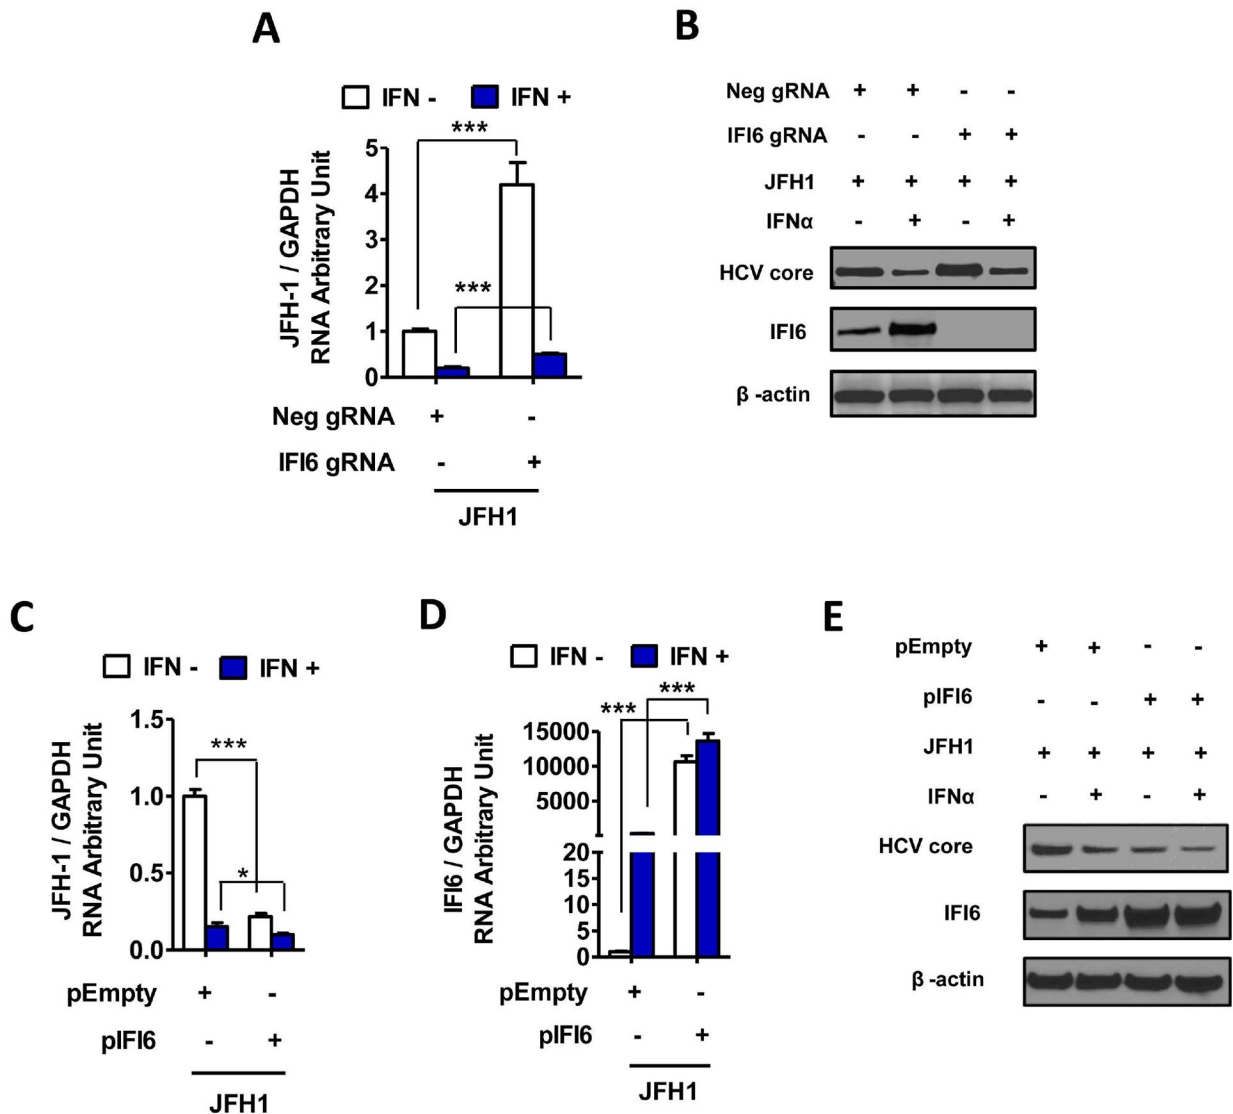 A
IFN - IFN +
JFH-1 / GAPDH
RNA Arbitrary Unit
5
4
3
2
1
0
***
***
Neg gRNA + -
IFI6 gRNA - +
JFH1
B
Neg gRNA + + - -
IFI6 gRNA - - + +
JFH1 + + + +
IFNα - + - +
HCV core
IFI6
β -actin
C
IFN - IFN +
JFH-1 / GAPDH
RNA Arbitrary Unit
1.5
1.0
0.5
0.0
***
*
pEmpty + -
pIFI6 - +
JFH1
D
IFN - IFN +
IFI6 / GAPDH
RNA Arbitrary Unit
15000
10000
5000
20
15
10
5
0
***
***
pEmpty + -
pIFI6 - +
JFH1
E
pEmpty + + - -
pIFI6 - - + +
JFH1 + + + +
IFNα - + - +
HCV core
IFI6
β -actin